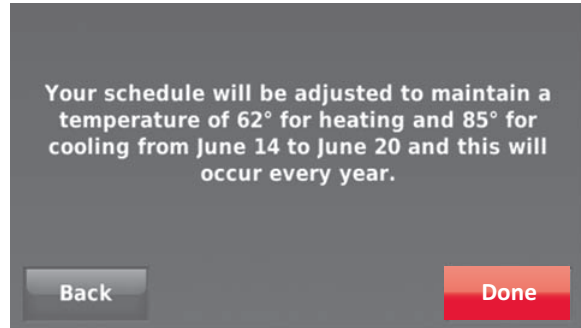 Your schedule will be adjusted to maintain a
temperature of 62° for heating and 85° for
cooling from June 14 to June 20 and this will
occur every year.
Back
Done